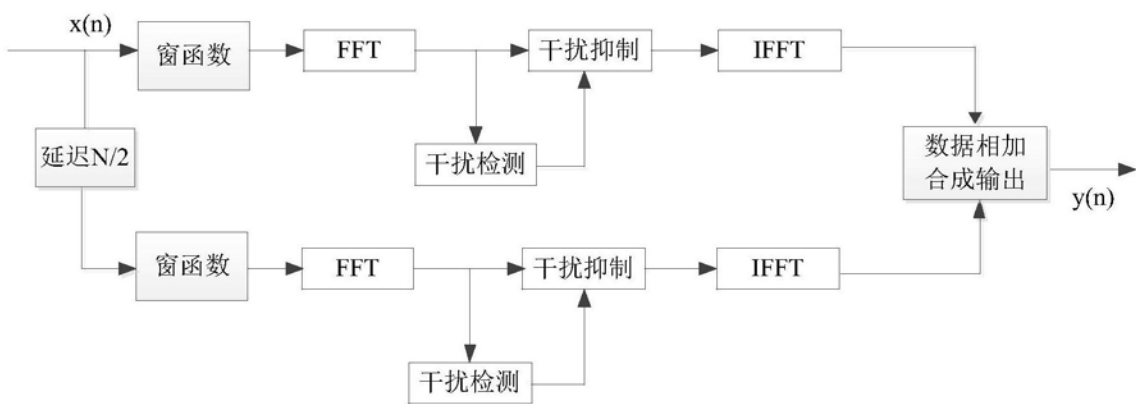 x(n)
窗函数
FFT
干扰抑制
IFFT
干扰检测
延迟N/2
数据相加
合成输出
y(n)
窗函数
FFT
干扰抑制
IFFT
干扰检测